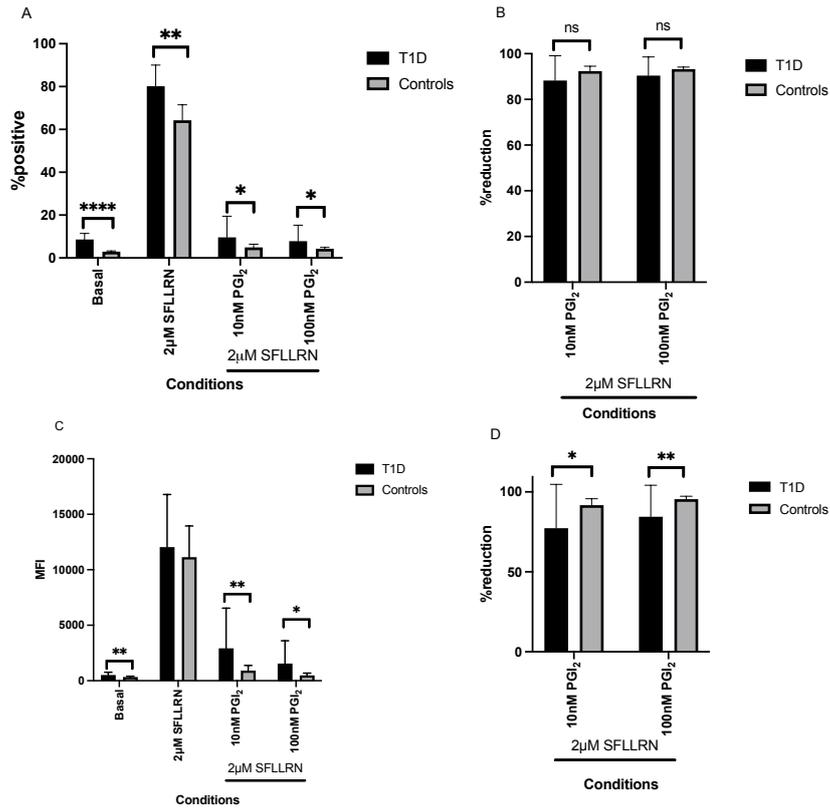 A
100
80
60
40
20
0
%positive
**
****
*
*
T1D
Controls
Basal
2µM SFLLRN
10nM PGI₂
100nM PGI₂
2µM SFLLRN
Conditions
B
100
80
60
40
20
0
%reduction
ns
ns
T1D
Controls
10nM PGI₂
100nM PGI₂
2µM SFLLRN
Conditions
C
20000
15000
10000
5000
0
MFI
**
**
*
T1D
Controls
Basal
2µM SFLLRN
10nM PGI₂
100nM PGI₂
2µM SFLLRN
Conditions
D
100
50
0
%reduction
*
**
T1D
Controls
10nM PGI₂
100nM PGI₂
2µM SFLLRN
Conditions